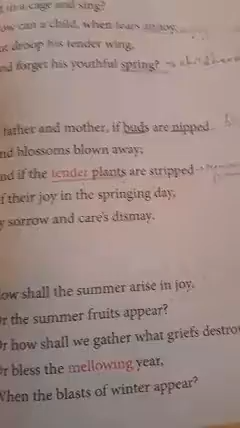 in a cage and sing?
ow can a child, when fears annoy,
ut droop his tender wing,
nd forget his youthful spring?
father and mother, if buds are nipped
nd blossoms blown away;
nd if the tender plants are stripped
f their joy in the springing day,
y sorrow and care's dismay,
ow shall the summer arise in joy,
r the summer fruits appear?
r how shall we gather what griefs destroy
r bless the mellowing year,
When the blasts of winter appear?